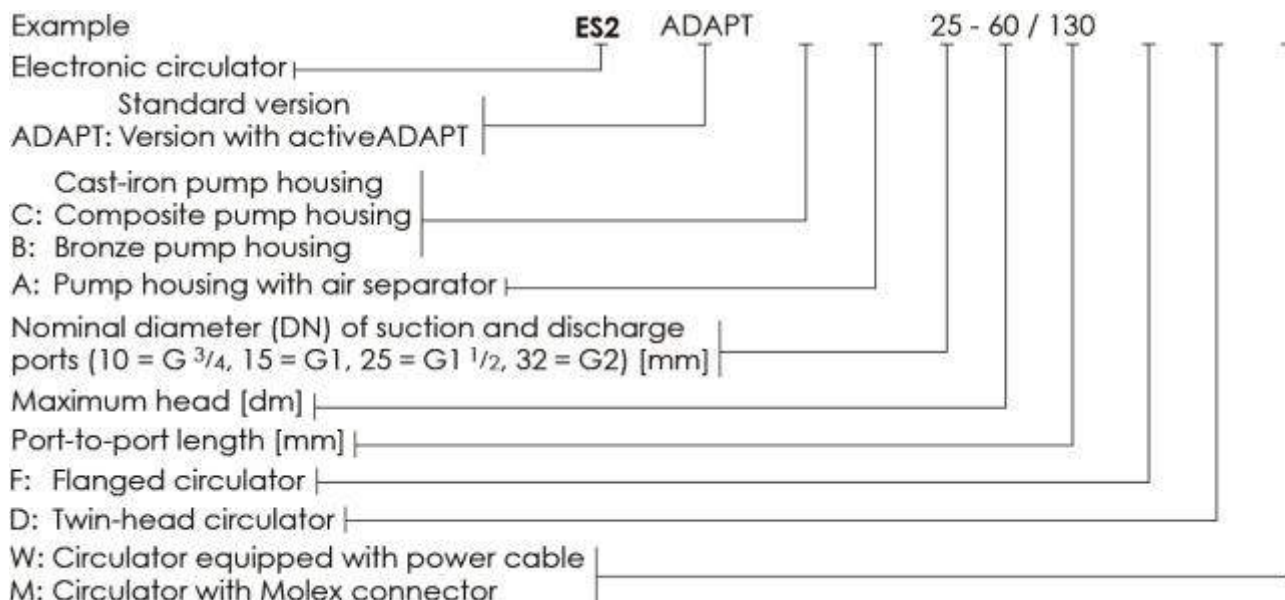 Example ES2 ADAPT 25 - 60 / 130
Electronic circulator
Standard version
ADAPT: Version with activeADAPT
Cast-iron pump housing
C: Composite pump housing
B: Bronze pump housing
A: Pump housing with air separator
Nominal diameter (DN) of suction and discharge
ports (10 = G 3/4, 15 = G1, 25 = G1 1/2, 32 = G2) [mm]
Maximum head [dm]
Port-to-port length [mm]
F: Flanged circulator
D: Twin-head circulator
W: Circulator equipped with power cable
M: Circulator with Molex connector